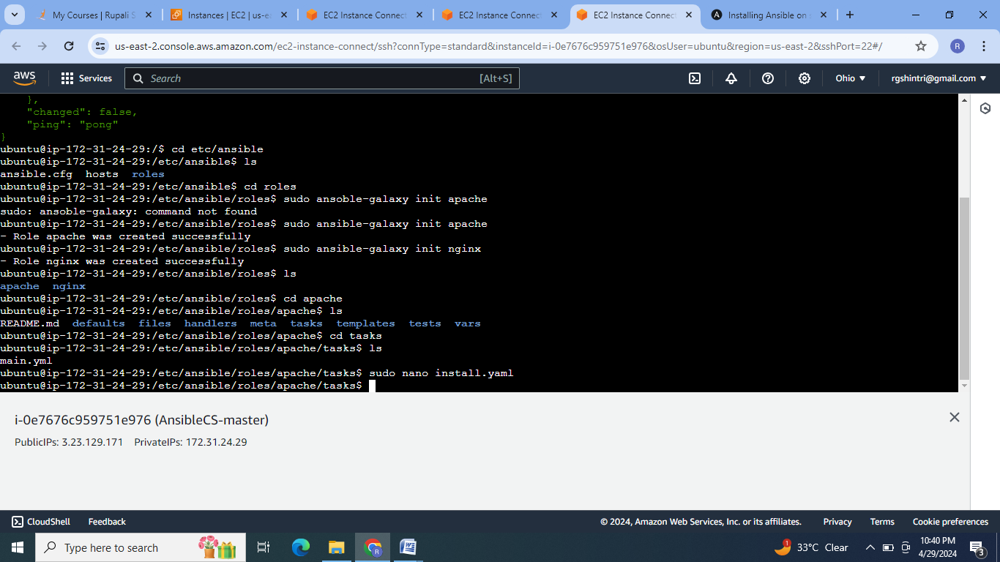 My Courses | Rupali S
Instances | EC2 | us-ea
EC2 Instance Connect
EC2 Instance Connect
EC2 Instance Connect
A
Installing Ansible on s
us-east-2.console.aws.amazon.com/ec2-instance-connect/ssh?connType=standard&instanceId=i-0e7676c959751e976&osUser=ubuntu&region=us-east-2&sshPort=22#/
R
aws
Services
Search
[Alt+S]
Ohio
rgshintri@gmail.com
},
"changed": false,
"ping": "pong"
}
ubuntu@ip-172-31-24-29:/$ cd etc/ansible
ubuntu@ip-172-31-24-29:/etc/ansible$ ls
ansible.cfg hosts roles
ubuntu@ip-172-31-24-29:/etc/ansible$ cd roles
ubuntu@ip-172-31-24-29:/etc/ansible/roles$ sudo ansoble-galaxy init apache
sudo: ansoble-galaxy: command not found
ubuntu@ip-172-31-24-29:/etc/ansible/roles$ sudo ansible-galaxy init apache
- Role apache was created successfully
ubuntu@ip-172-31-24-29:/etc/ansible/roles$ sudo ansible-galaxy init nginx
- Role nginx was created successfully
ubuntu@ip-172-31-24-29:/etc/ansible/roles$ ls
apache nginx
ubuntu@ip-172-31-24-29:/etc/ansible/roles$ cd apache
ubuntu@ip-172-31-24-29:/etc/ansible/roles/apache$ ls
README.md defaults files handlers meta tasks templates tests vars
ubuntu@ip-172-31-24-29:/etc/ansible/roles/apache$ cd tasks
ubuntu@ip-172-31-24-29:/etc/ansible/roles/apache/tasks$ ls
main.yml
ubuntu@ip-172-31-24-29:/etc/ansible/roles/apache/tasks$ sudo nano install.yaml
ubuntu@ip-172-31-24-29:/etc/ansible/roles/apache/tasks$
i-0e7676c959751e976 (AnsibleCS-master)
PublicIPs: 3.23.129.171 PrivateIPs: 172.31.24.29
CloudShell
Feedback
© 2024, Amazon Web Services, Inc. or its affiliates.
Privacy
Terms
Cookie preferences
Type here to search
R
W
1
33°C Clear
10:40 PM
4/29/2024
3